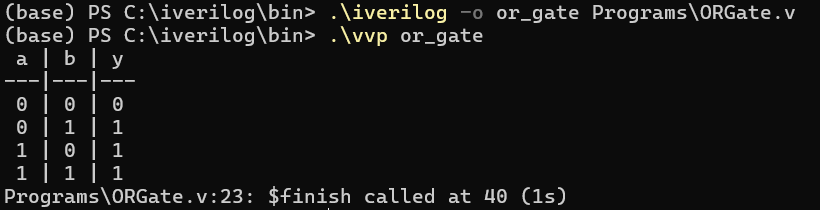 (base) PS C:\iverilog\bin> .\iverilog -o or_gate Programs\ORGate.v
(base) PS C:\iverilog\bin> .\vvp or_gate
 a | b | y
---|---|---
 0 | 0 | 0
 0 | 1 | 1
 1 | 0 | 1
 1 | 1 | 1
Programs\ORGate.v:23: $finish called at 40 (1s)